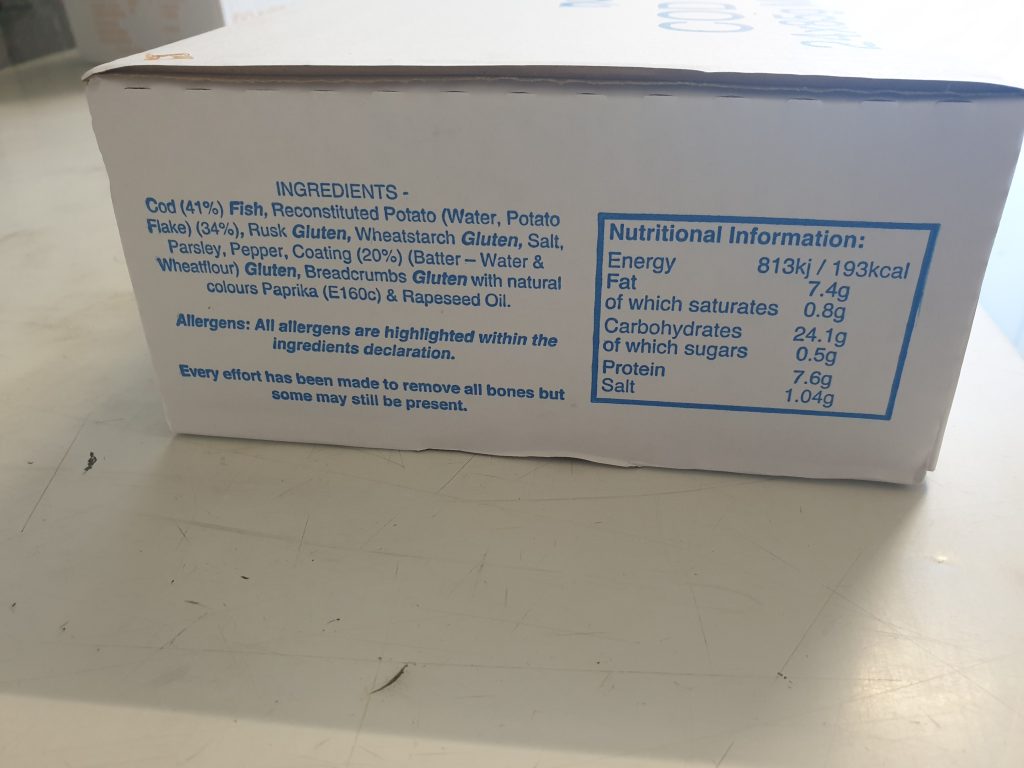 COD
INGREDIENTS -
Cod (41%) Fish, Reconstituted Potato (Water, Potato
Flake) (34%), Rusk Gluten, Wheatstarch Gluten, Salt,
Parsley, Pepper, Coating (20%) (Batter – Water &
Wheatflour) Gluten, Breadcrumbs Gluten with natural
colours Paprika (E160c) & Rapeseed Oil.
Allergens: All allergens are highlighted within the
ingredients declaration.
Every effort has been made to remove all bones but
some may still be present.
Nutritional Information:
Energy 813kj / 193kcal
Fat 7.4g
of which saturates 0.8g
Carbohydrates 24.1g
of which sugars 0.5g
Protein 7.6g
Salt 1.04g